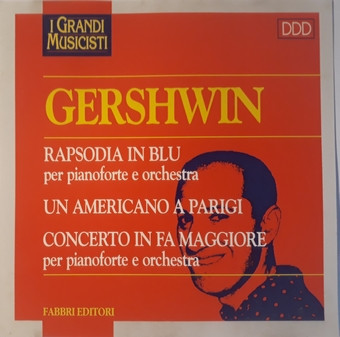 I GRANDI
MUSICISTI
DDD
GERSHWIN
RAPSODIA IN BLU
per pianoforte e orchestra
UN AMERICANO A PARIGI
CONCERTO IN FA MAGGIORE
per pianoforte e orchestra
FABBRI EDITORI